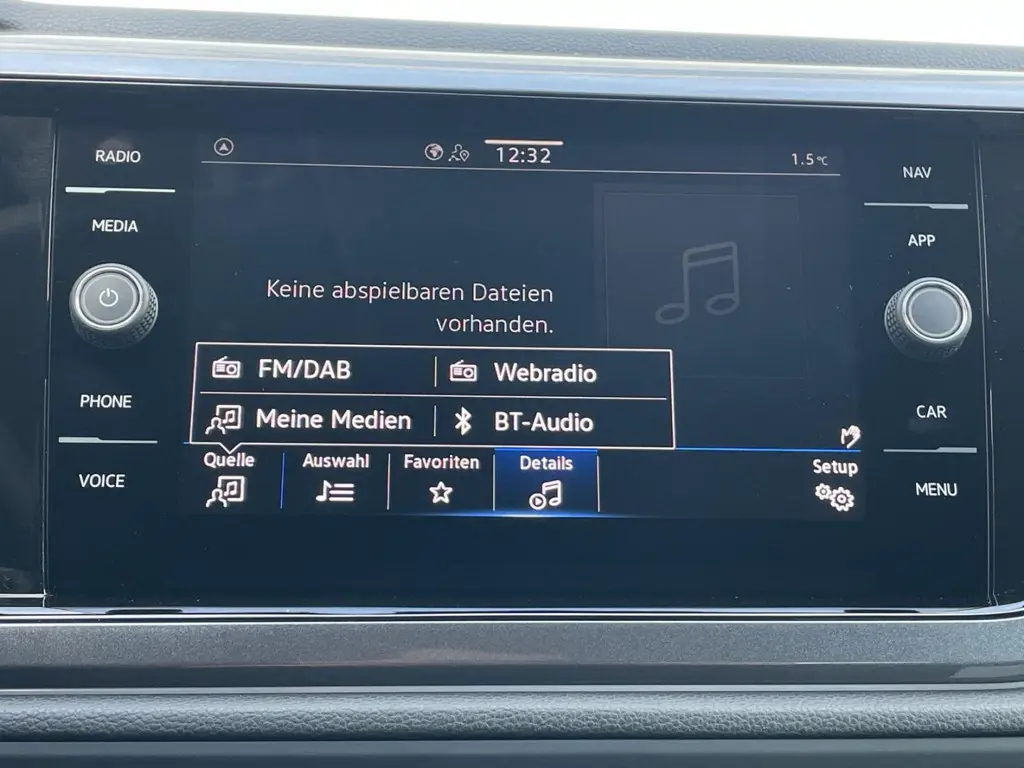 RADIO
MEDIA
PHONE
VOICE
12:32
1.5°C
Keine abspielbaren Dateien
vorhanden.
FM/DAB
Webradio
Meine Medien
BT-Audio
Quelle
Auswahl
Favoriten
Details
Setup
NAV
APP
CAR
MENU